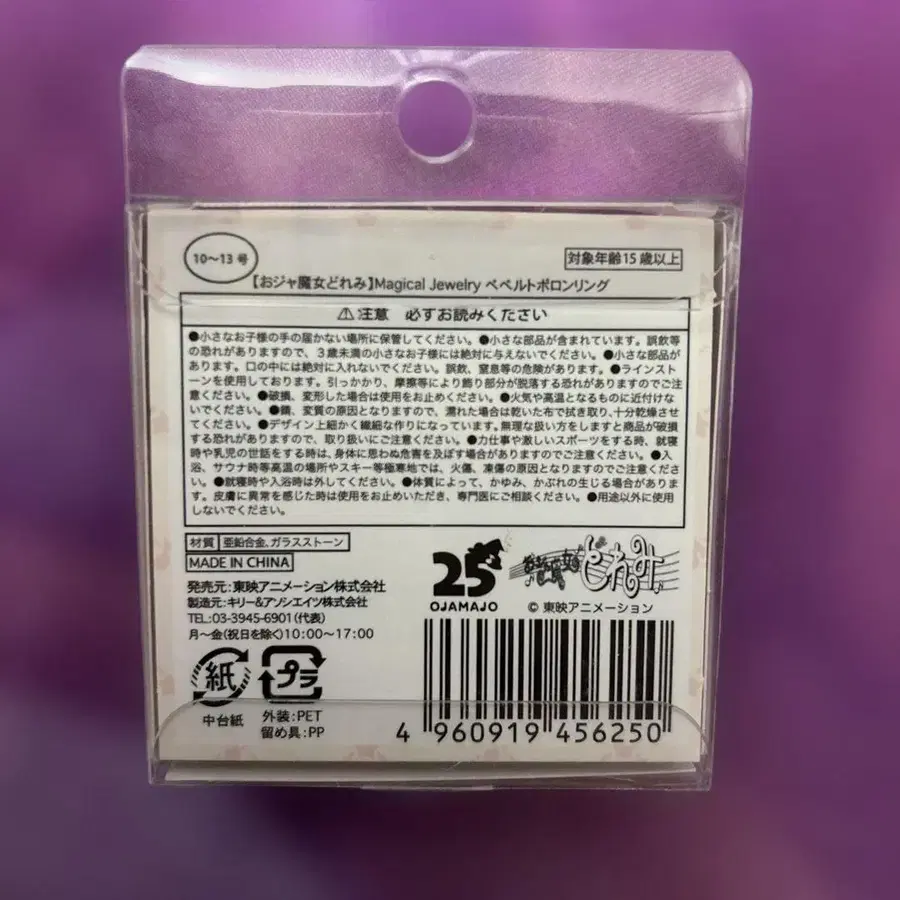 10〜13 号
対象年齢15歳以上
【おジャ魔女どれみ】Magical Jewelry ペペルトポロンリング
⚠注意 必ずお読みください
●小さなお子様の手の届かない場所に保管してください。●小さな部品が含まれています。誤飲等
の恐れがありますので、3歳未満の小さなお子様には絶対に与えないでください。●小さな部品が
あります。口の中には絶対に入れないでください。誤飲、窒息等の危険があります。●ラインスト
ーンを使用しております。引っかかり、摩擦等により飾り部分が脱落する恐れがありますのでご注
意ください。●破損、変形した場合は使用をお止めください。●火気や高温となるものに近付けな
いでください。●錆、変質の原因となりますので、濡れた場合は乾いた布で拭き取り、十分乾燥させ
てください。●デザイン上細かく繊細な作りになっています。無理な扱い方をしますと商品が破損
する恐れがありますので、取り扱いにご注意ください。●力仕事や激しいスポーツをする時、就寝
時や乳児の世話をする時は、身体に思わぬ危害を及ぼす場合がありますのでご注意ください。●入
浴、サウナ時等高温の場所やスキー等極寒地では、火傷、凍傷の原因となりますのでご注意くださ
い。●就寝時や入浴時は外してください。●体質によって、かゆみ、かぶれの生じる場合がありま
す。皮膚に異常を感じた時は使用をお止めいただき、専門医にご相談ください。●用途以外に使用
しないでください。
材質 亜鉛合金、ガラスストーン
MADE IN CHINA
発売元：東映アニメーション株式会社
製造元：キリー&アソシエイツ株式会社
TEL:03-3945-6901(代表)
月〜金(祝日を除く)10:00〜17:00
25
OJAMAJO
おジャ魔女どれみ
© 東映アニメーション
紙
中台紙
プラ
外装：PET
留め具：PP
4 960919 456250